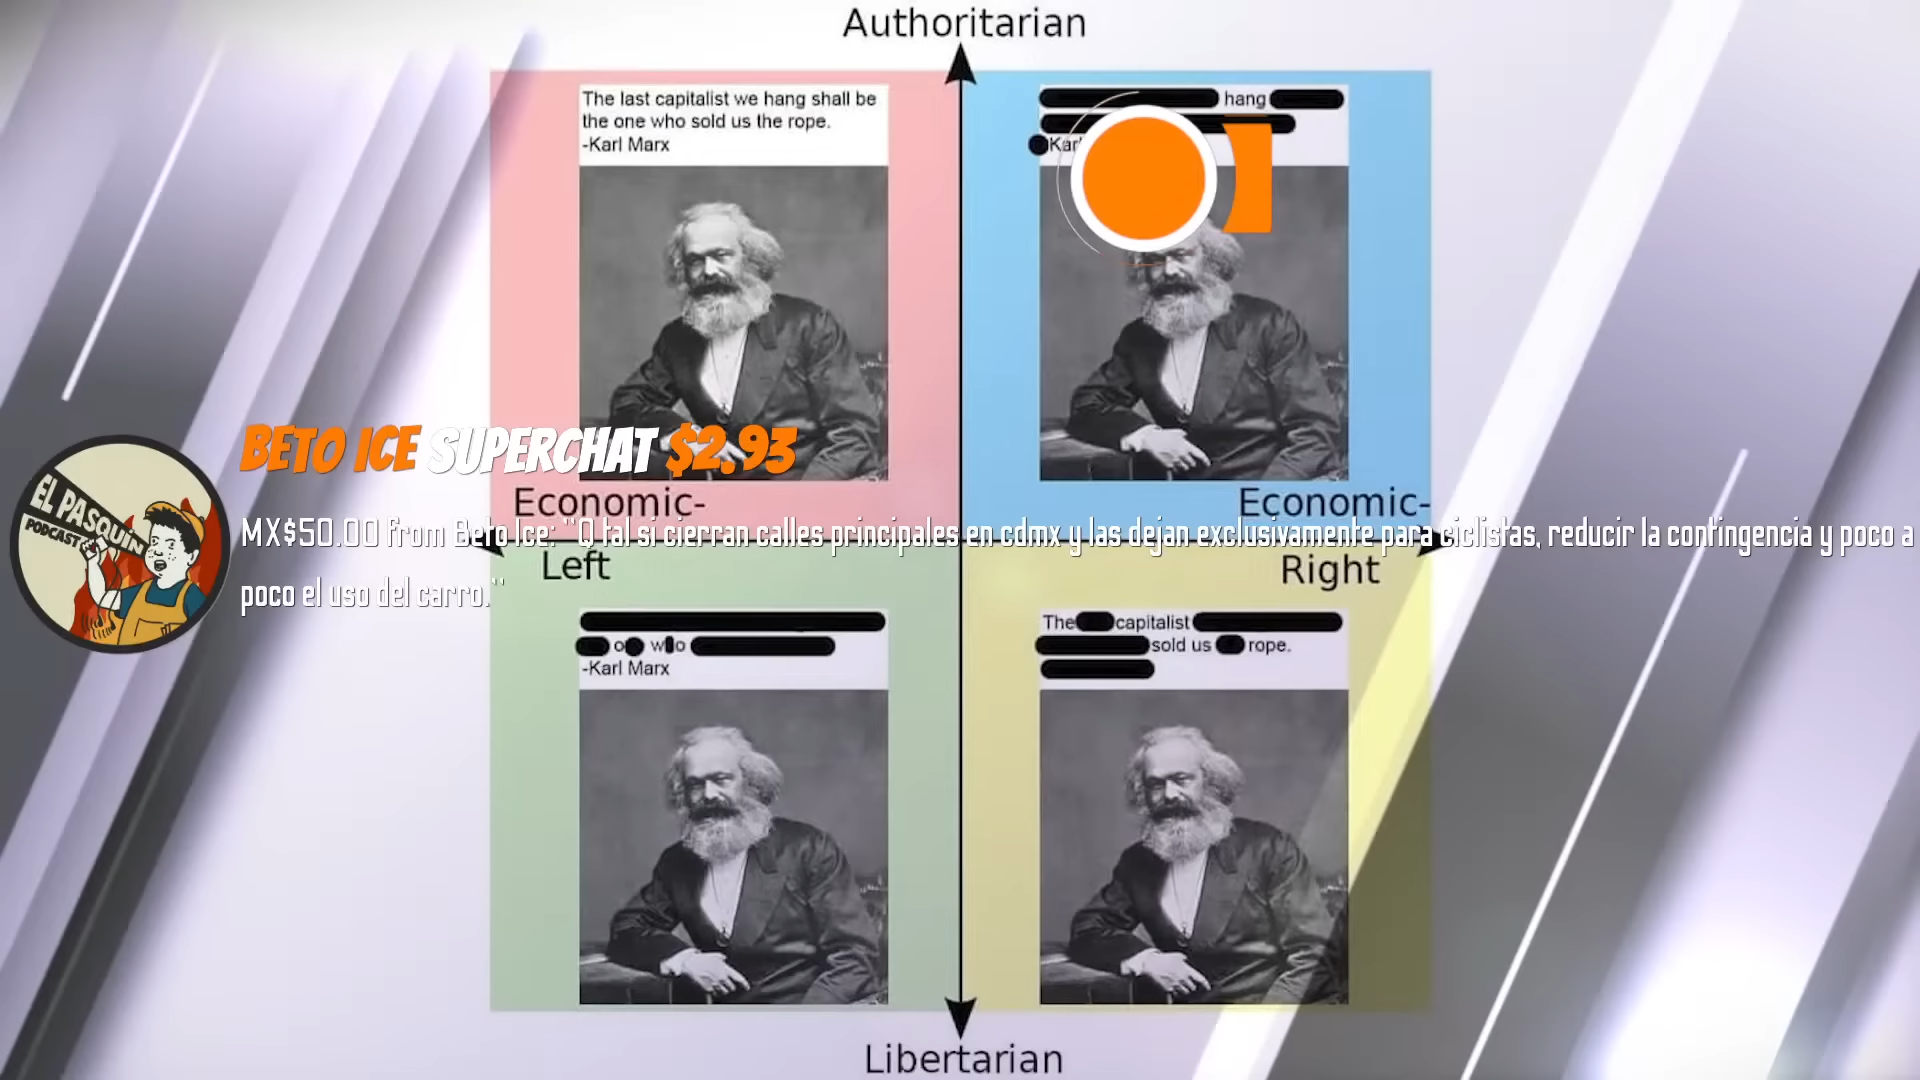 Authoritarian
The last capitalist we hang shall be
the one who sold us the rope.
-Karl Marx
hang
Karl
BETO ICE SUPERCHAT $2.93
EL PASQUÍN
PODCAST
Economic-
Economic-
MX$50.00 from Beto Ice: "Q tal si cierran calles principales en cdmx y las dejan exclusivamente para ciclistas, reducir la contingencia y poco a
poco el uso del carro."
Left
Right
o who
-Karl Marx
The capitalist
sold us rope.
Libertarian